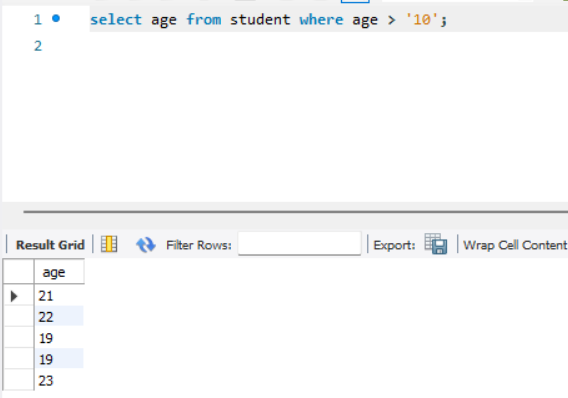 1 select age from student where age > '10';
2
Result Grid Filter Rows: Export: Wrap Cell Content
age
21
22
19
19
23